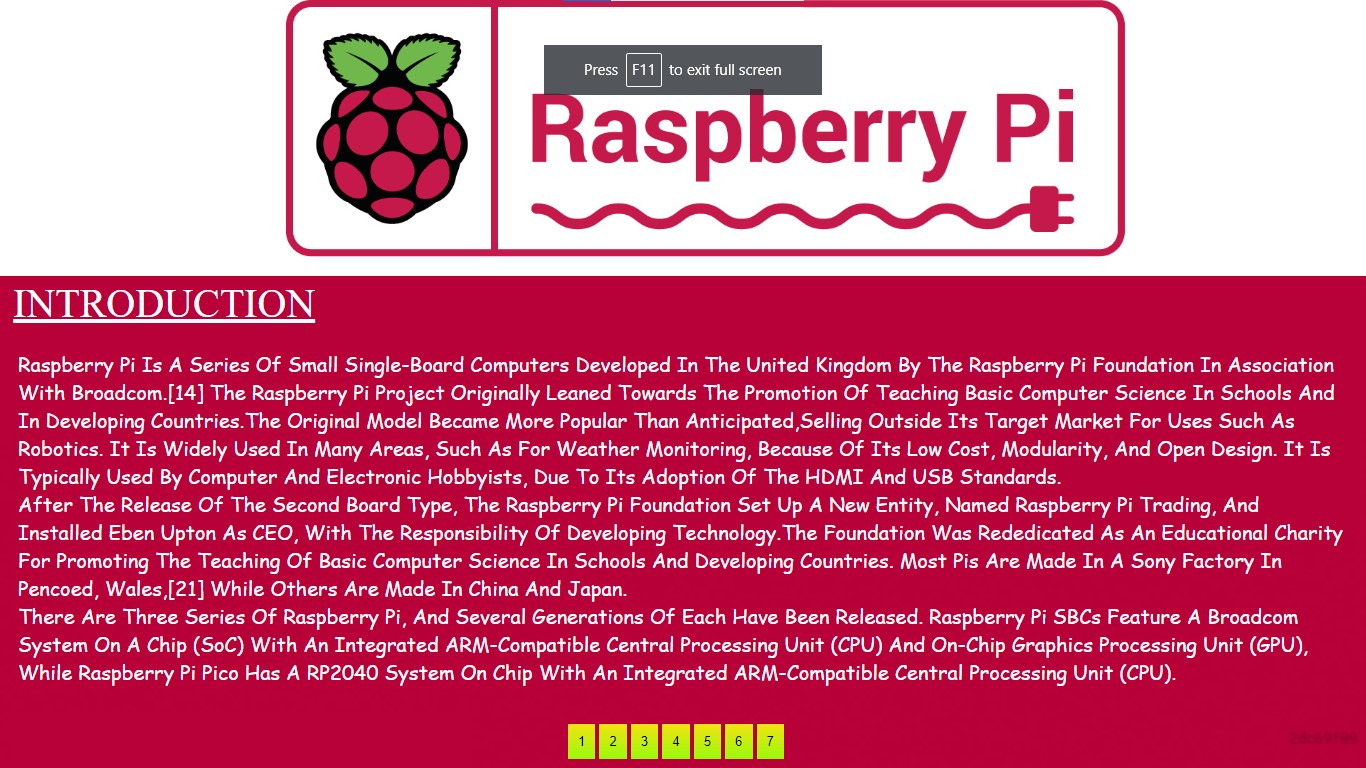 Press F11 to exit full screen
Raspberry Pi
INTRODUCTION
Raspberry Pi Is A Series Of Small Single-Board Computers Developed In The United Kingdom By The Raspberry Pi Foundation In Association
With Broadcom.[14] The Raspberry Pi Project Originally Leaned Towards The Promotion Of Teaching Basic Computer Science In Schools And
In Developing Countries.The Original Model Became More Popular Than Anticipated,Selling Outside Its Target Market For Uses Such As
Robotics. It Is Widely Used In Many Areas, Such As For Weather Monitoring, Because Of Its Low Cost, Modularity, And Open Design. It Is
Typically Used By Computer And Electronic Hobbyists, Due To Its Adoption Of The HDMI And USB Standards.
After The Release Of The Second Board Type, The Raspberry Pi Foundation Set Up A New Entity, Named Raspberry Pi Trading, And
Installed Eben Upton As CEO, With The Responsibility Of Developing Technology.The Foundation Was Rededicated As An Educational Charity
For Promoting The Teaching Of Basic Computer Science In Schools And Developing Countries. Most Pis Are Made In A Sony Factory In
Pencoed, Wales,[21] While Others Are Made In China And Japan.
There Are Three Series Of Raspberry Pi, And Several Generations Of Each Have Been Released. Raspberry Pi SBCs Feature A Broadcom
System On A Chip (SoC) With An Integrated ARM-Compatible Central Processing Unit (CPU) And On-Chip Graphics Processing Unit (GPU),
While Raspberry Pi Pico Has A RP2040 System On Chip With An Integrated ARM-Compatible Central Processing Unit (CPU).
1 2 3 4 5 6 7